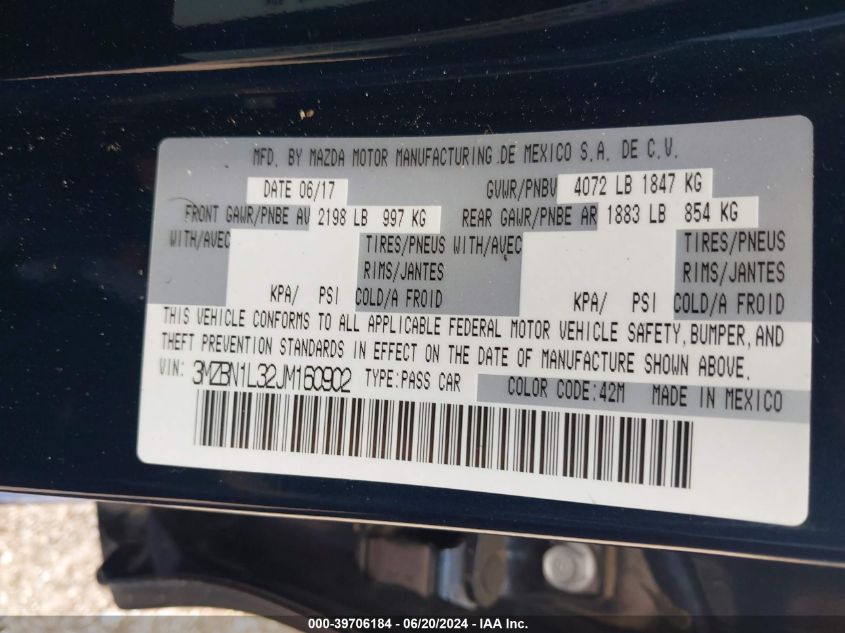 MFD. BY MAZDA MOTOR MANUFACTURING DE MEXICO S.A. DE C.V.
DATE 06/17 GVWR/PNBV 4072 LB 1847 KG
FRONT GAWR/PNBE AV 2198 LB 997 KG REAR GAWR/PNBE AR 1883 LB 854 KG
WITH/AVEC TIRES/PNEUS WITH/AVEC TIRES/PNEUS
RIMS/JANTES RIMS/JANTES
KPA/ PSI COLD/A FROID KPA/ PSI COLD/A FROID
THIS VEHICLE CONFORMS TO ALL APPLICABLE FEDERAL MOTOR VEHICLE SAFETY, BUMPER, AND
THEFT PREVENTION STANDARDS IN EFFECT ON THE DATE OF MANUFACTURE SHOWN ABOVE.
VIN: 3MZBN1L32JM160902 TYPE:PASS CAR COLOR CODE:42M MADE IN MEXICO
000-39706184 - 06/20/2024 - IAA Inc.